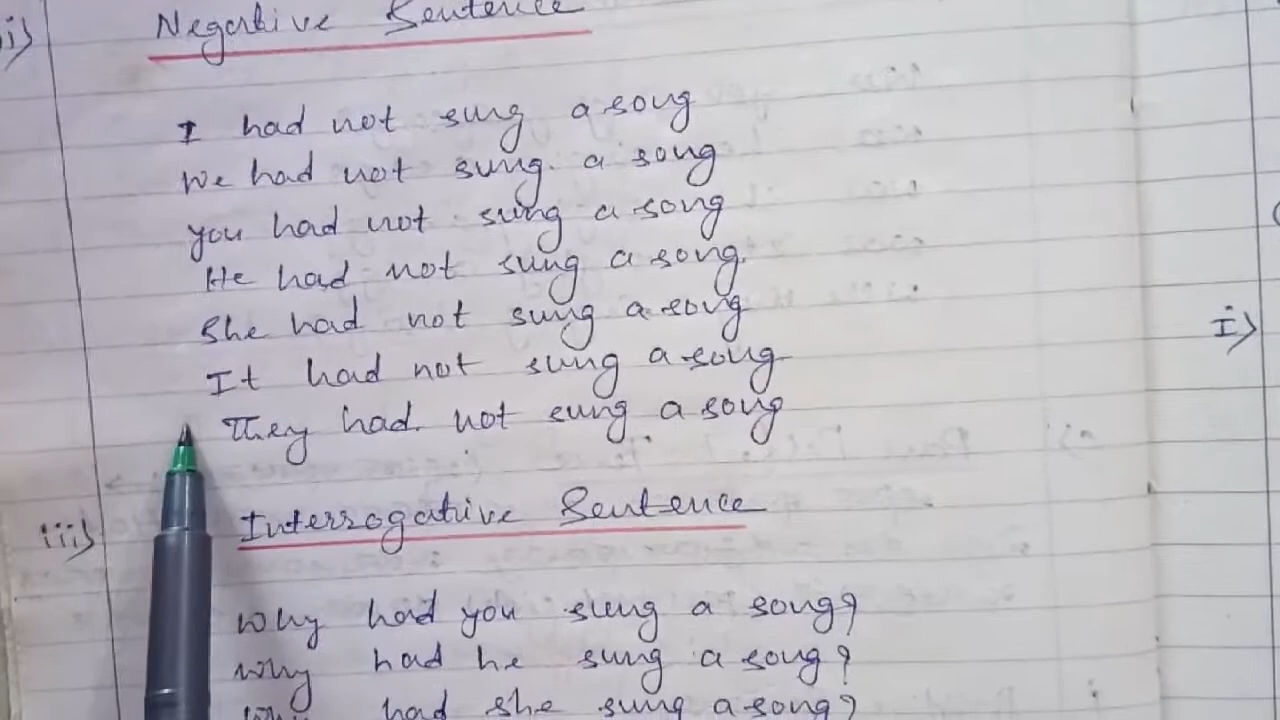 ii)
Negative Sentence
I had not sung a song
We had not sung. a song
you had not sung a song
He had not sung a song.
She had not sung a song
It had not sung a song
They had. not sung a song
iii)
Interrogative Sentence
Why had you sung a song?
Why had he sung a song?
had she sung a song?
i)